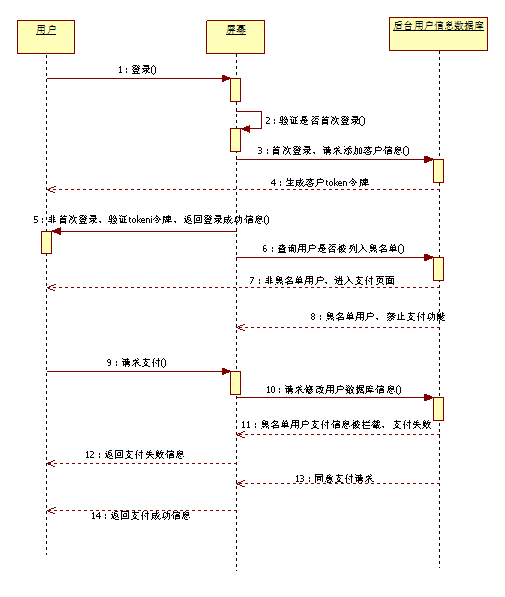 用户
屏幕
后台用户信息数据库
1 : 登录()
2 : 验证是否首次登录()
3 : 首次登录、请求添加客户信息()
4 : 生成客户token令牌
5 : 非首次登录、验证tokeni令牌、返回登录成功信息()
6 : 查询用户是否被列入黑名单()
7 : 非黑名单用户、进入支付页面
8 : 黑名单用户、禁止支付功能
9 : 请求支付()
10 : 请求修改用户数据库信息()
11 : 黑名单用户支付信息被拦截、支付失败
12 : 返回支付失败信息
13 : 同意支付请求
14 : 返回支付成功信息